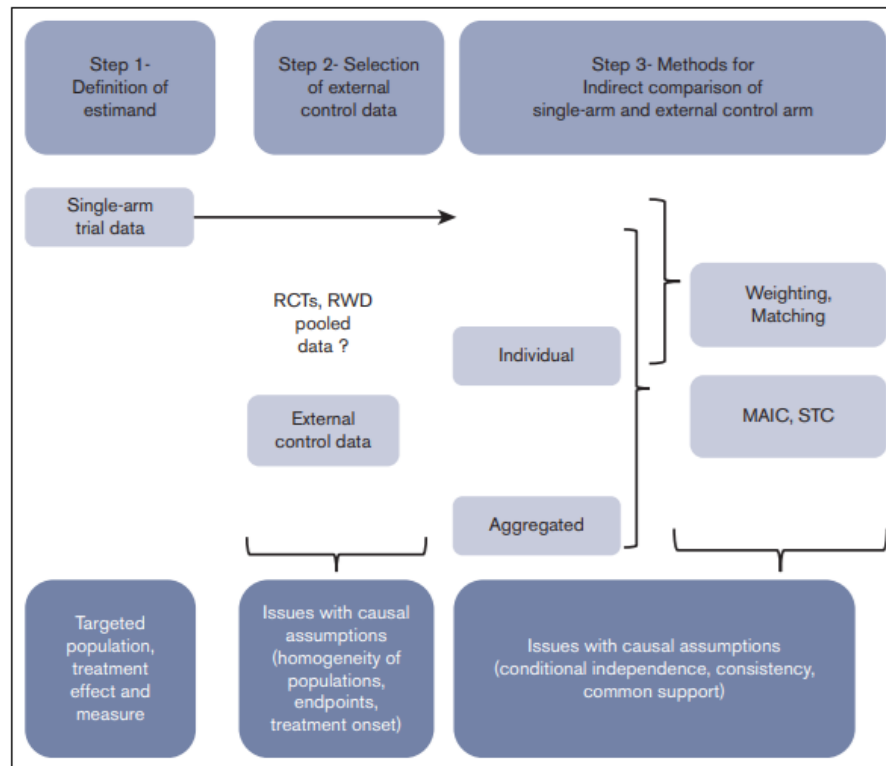 Step 1-
Definition of
estimand
Step 2- Selection
of external
control data
Step 3- Methods for
Indirect comparison of
single-arm and external control arm
Single-arm
trial data
RCTs, RWD
pooled
data ?
Individual
Weighting,
Matching
External
control data
MAIC, STC
Aggregated
Targeted
population,
treatment
effect and
measure
Issues with causal
assumptions
(homogeneity of
populations,
endpoints,
treatment onset)
Issues with causal assumptions
(conditional independence, consistency,
common support)